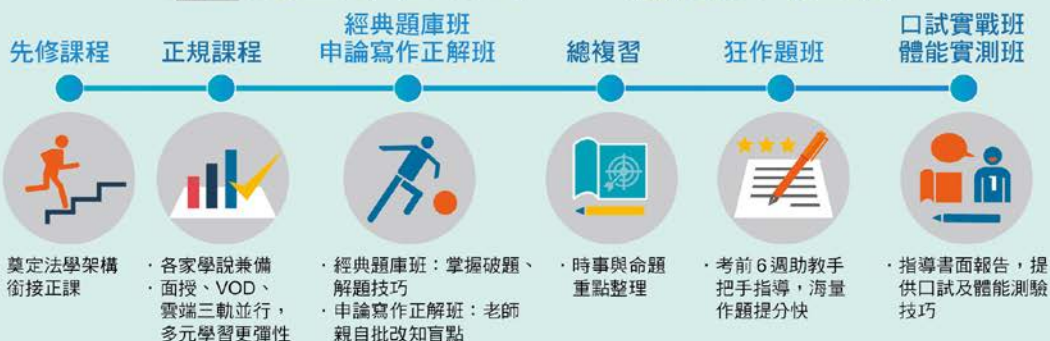 先修課程
奠定法學架構
銜接正課
正規課程
・各家學說兼備
・面授、VOD、
雲端三軌並行，
多元學習更彈性
經典題庫班
申論寫作正解班
・經典題庫班：掌握破題、
解題技巧
・申論寫作正解班：老師
親自批改知盲點
總複習
・時事與命題
重點整理
狂作題班
・考前6週助教手
把手指導，海量
作題提分快
口試實戰班
體能實測班
・指導書面報告，提
供口試及體能測驗
技巧